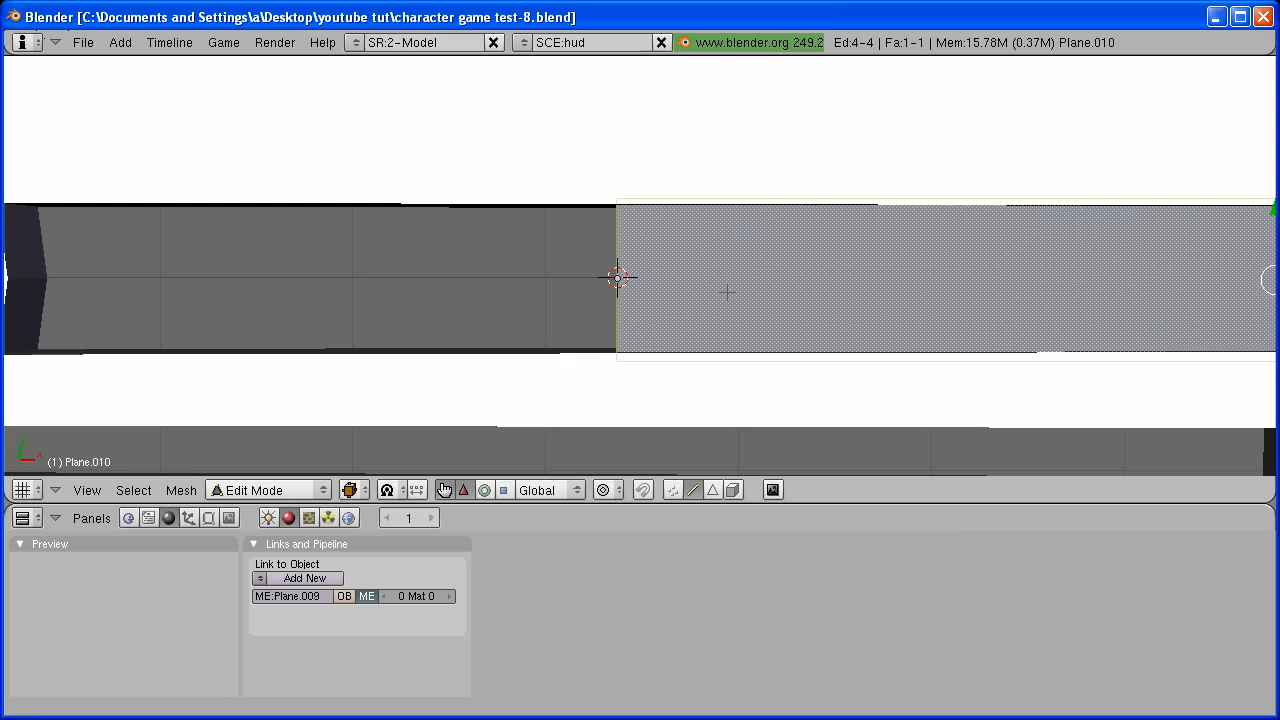 Blender [C:\Documents and Settings\a\Desktop\youtube tut\character game test-8.blend]
File Add Timeline Game Render Help SR:2-Model SCE:hud www.blender.org 249.2 Ed:4-4 | Fa:1-1 | Mem:15.78M (0.37M) Plane.010
x
(1) Plane.010
View Select Mesh Edit Mode Global
Panels 1
Preview Links and Pipeline
Link to Object
Add New
ME:Plane.009 OB ME 0 Mat 0